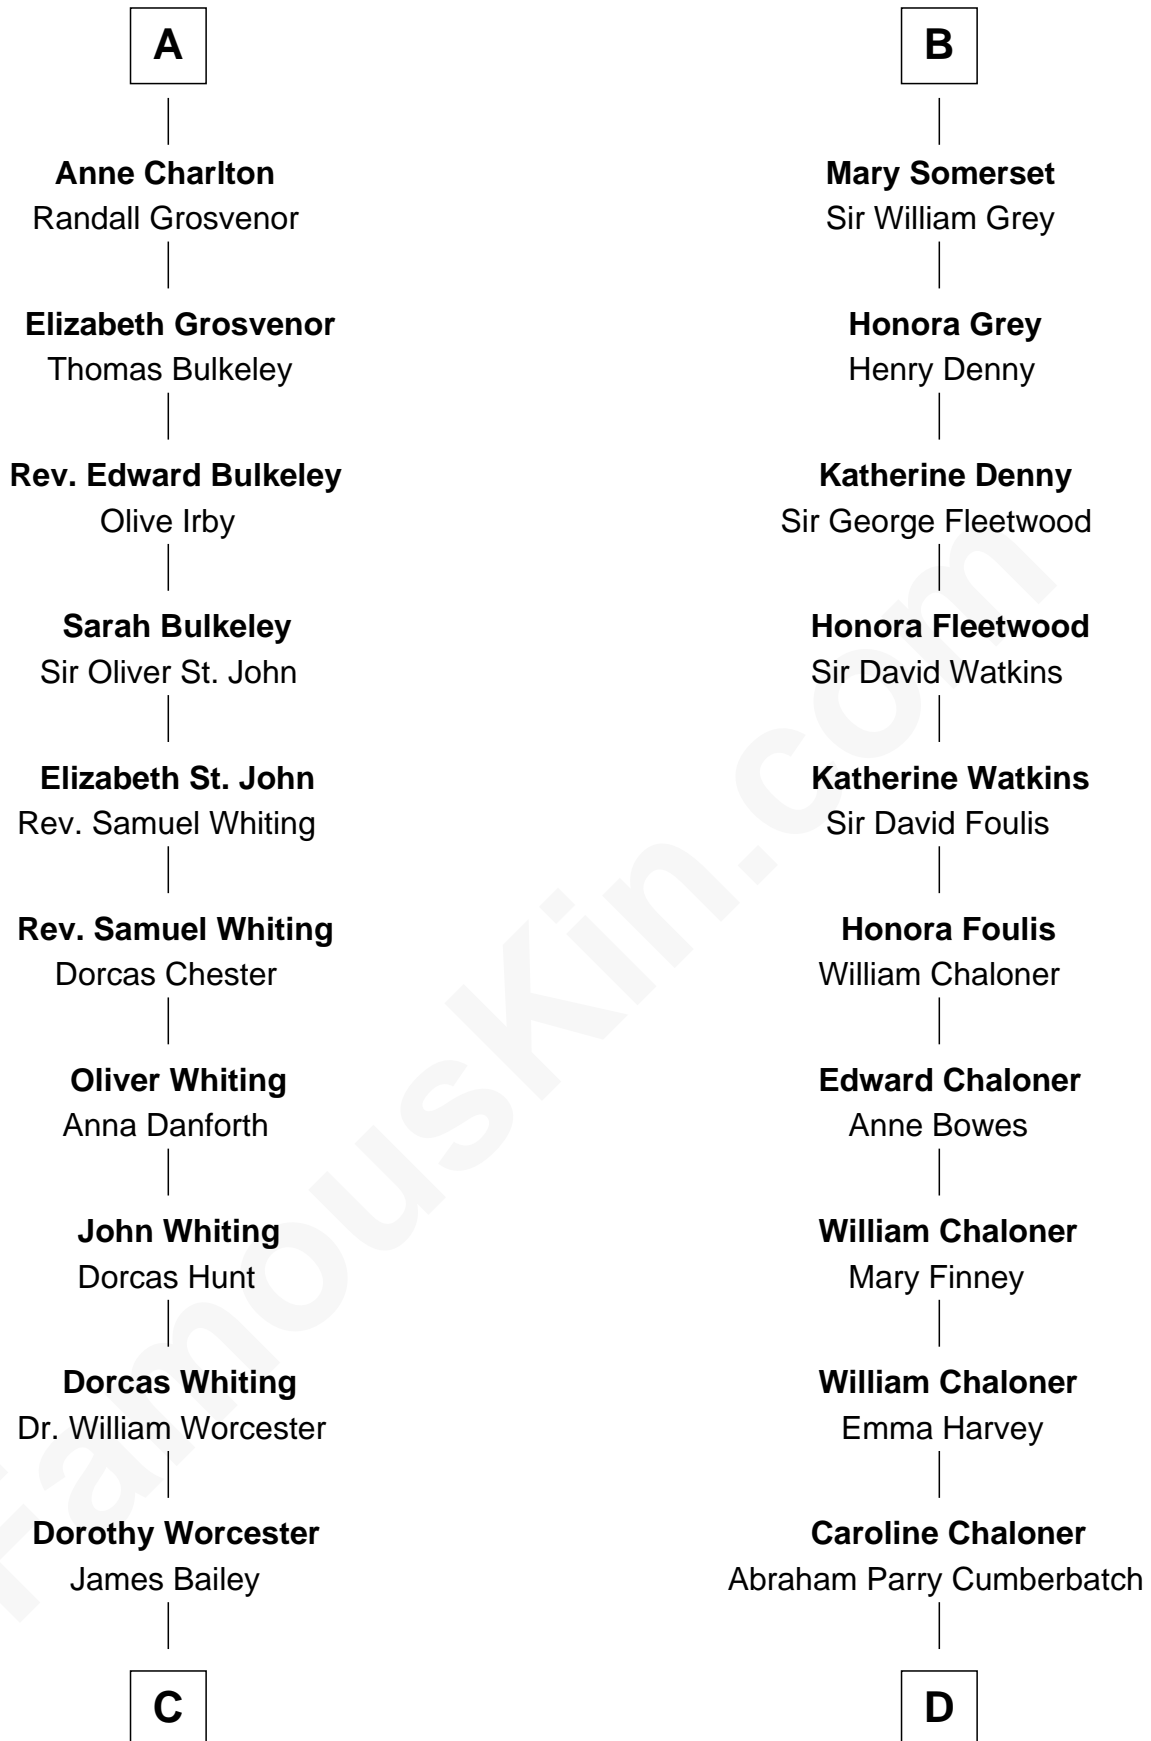 A
Anne Charlton
Randall Grosvenor
Elizabeth Grosvenor
Thomas Bulkeley
Rev. Edward Bulkeley
Olive Irby
Sarah Bulkeley
Sir Oliver St. John
Elizabeth St. John
Rev. Samuel Whiting
Rev. Samuel Whiting
Dorcas Chester
Oliver Whiting
Anna Danforth
John Whiting
Dorcas Hunt
Dorcas Whiting
Dr. William Worcester
Dorothy Worcester
James Bailey
C
B
Mary Somerset
Sir William Grey
Honora Grey
Henry Denny
Katherine Denny
Sir George Fleetwood
Honora Fleetwood
Sir David Watkins
Katherine Watkins
Sir David Foulis
Honora Foulis
William Chaloner
Edward Chaloner
Anne Bowes
William Chaloner
Mary Finney
William Chaloner
Emma Harvey
Caroline Chaloner
Abraham Parry Cumberbatch
D
FamousKin.com